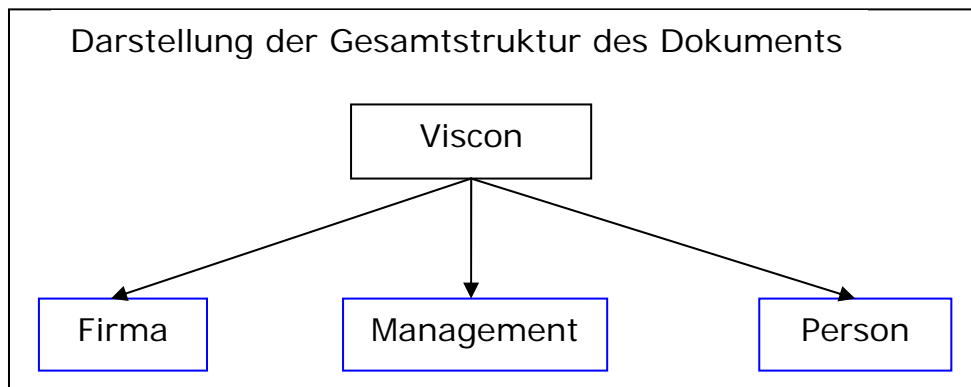 Darstellung der Gesamtstruktur des Dokuments
Viscon
Firma Management Person